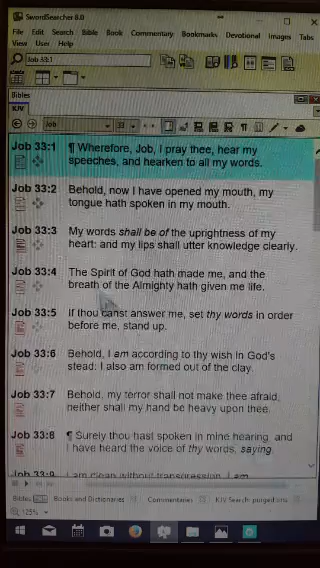 SwordSearcher 8.0
File Edit Search Bible Book Commentary Bookmarks Devotional Images Tabs
View User Help
Job 33:1
Bibles
KJV
Job 33
Job 33:1 ¶ Wherefore, Job, I pray thee, hear my
speeches, and hearken to all my words.
Job 33:2 Behold, now I have opened my mouth, my
tongue hath spoken in my mouth.
Job 33:3 My words shall be of the uprightness of my
heart: and my lips shall utter knowledge clearly.
Job 33:4 The Spirit of God hath made me, and the
breath of the Almighty hath given me life.
Job 33:5 If thou canst answer me, set thy words in order
before me, stand up.
Job 33:6 Behold, I am according to thy wish in God's
stead: I also am formed out of the clay.
Job 33:7 Behold, my terror shall not make thee afraid,
neither shall my hand be heavy upon thee.
Job 33:8 ¶ Surely thou hast spoken in mine hearing, and
I have heard the voice of thy words, saying,
Job 33:9 I am clean without transgression, I am
Bibles Books and Dictionaries Commentaries KJV Search:
125%